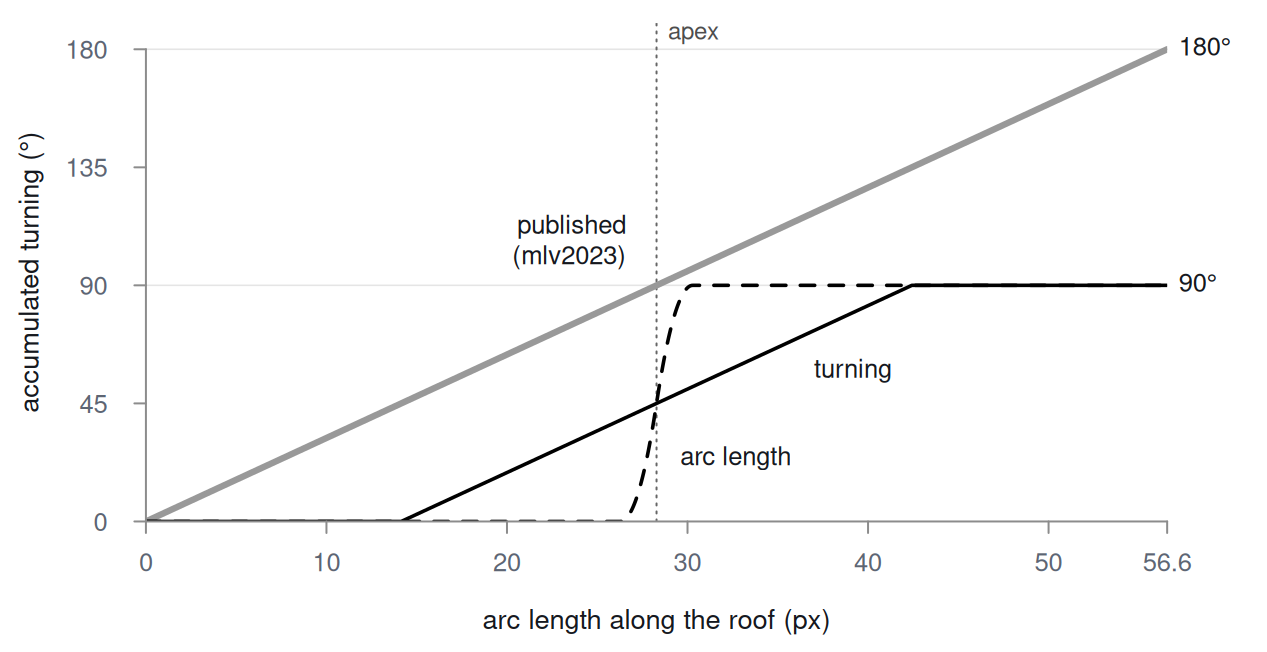 apex
180
180°
135
published
(mlv2023)
90
90°
turning
45
arc length
0
0
10
20
30
40
50
56.6
arc length along the roof (px)
accumulated turning (°)